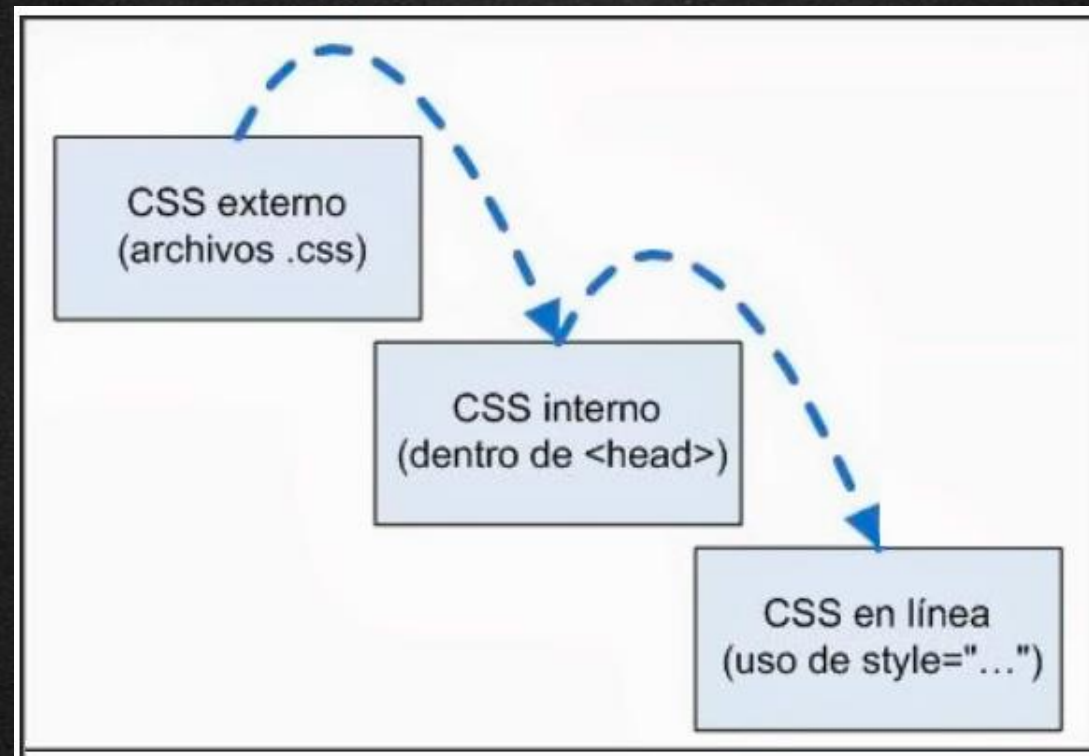 CSS externo
(archivos .css)
CSS interno
(dentro de <head>)
CSS en línea
(uso de style="...")